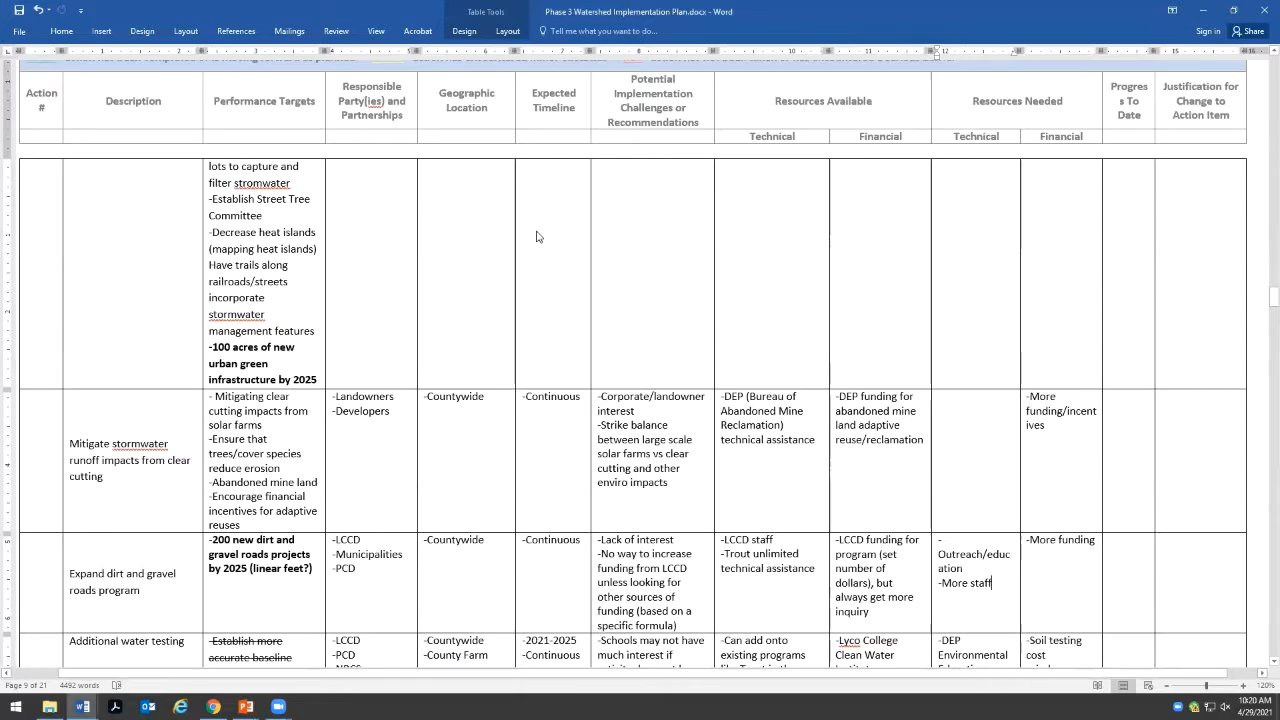 Table Tools
Phase 3 Watershed Implementation Plan.docx - Word
File
Home
Insert
Design
Layout
References
Mailings
Review
View
Acrobat
Design
Layout
Tell me what you want to do...
Sign in
Share
Action #
Description
Performance Targets
Responsible
Party(ies) and
Partnerships
Geographic
Location
Expected
Timeline
Potential
Implementation
Challenges or
Recommendations
Resources Available
Resources Needed
Progres
s To
Date
Justification for
Change to
Action Item
Technical
Financial
Technical
Financial
lots to capture and
filter stromwater
-Establish Street Tree
Committee
-Decrease heat islands
(mapping heat islands)
Have trails along
railroads/streets
incorporate
stormwater
management features
-100 acres of new
urban green
infrastructure by 2025
Mitigate stormwater
runoff impacts from clear
cutting
- Mitigating clear
cutting impacts from
solar farms
-Ensure that
trees/cover species
reduce erosion
-Abandoned mine land
-Encourage financial
incentives for adaptive
reuses
-Landowners
-Developers
-Countywide
-Continuous
-Corporate/landowner
interest
-Strike balance
between large scale
solar farms vs clear
cutting and other
enviro impacts
-DEP (Bureau of
Abandoned Mine
Reclamation)
technical assistance
-DEP funding for
abandoned mine
land adaptive
reuse/reclamation
-More
funding/incent
ives
Expand dirt and gravel
roads program
-200 new dirt and
gravel roads projects
by 2025 (linear feet?)
-LCCD
-Municipalities
-PCD
-Countywide
-Continuous
-Lack of interest
-No way to increase
funding from LCCD
unless looking for
other sources of
funding (based on a
specific formula)
-LCCD staff
-Trout unlimited
technical assistance
-LCCD funding for
program (set
number of
dollars), but
always get more
inquiry
-
Outreach/educ
ation
-More staff
-More funding
Additional water testing
-Establish more
accurate baseline
-LCCD
-PCD
-Countywide
-County Farm
-2021-2025
-Continuous
-Schools may not have
much interest if
-Can add onto
existing programs
-Lyco College
Clean Water
-DEP
Environmental
-Soil testing
cost
Page 9 of 21
4492 words
120%
10:20 AM
4/29/2021